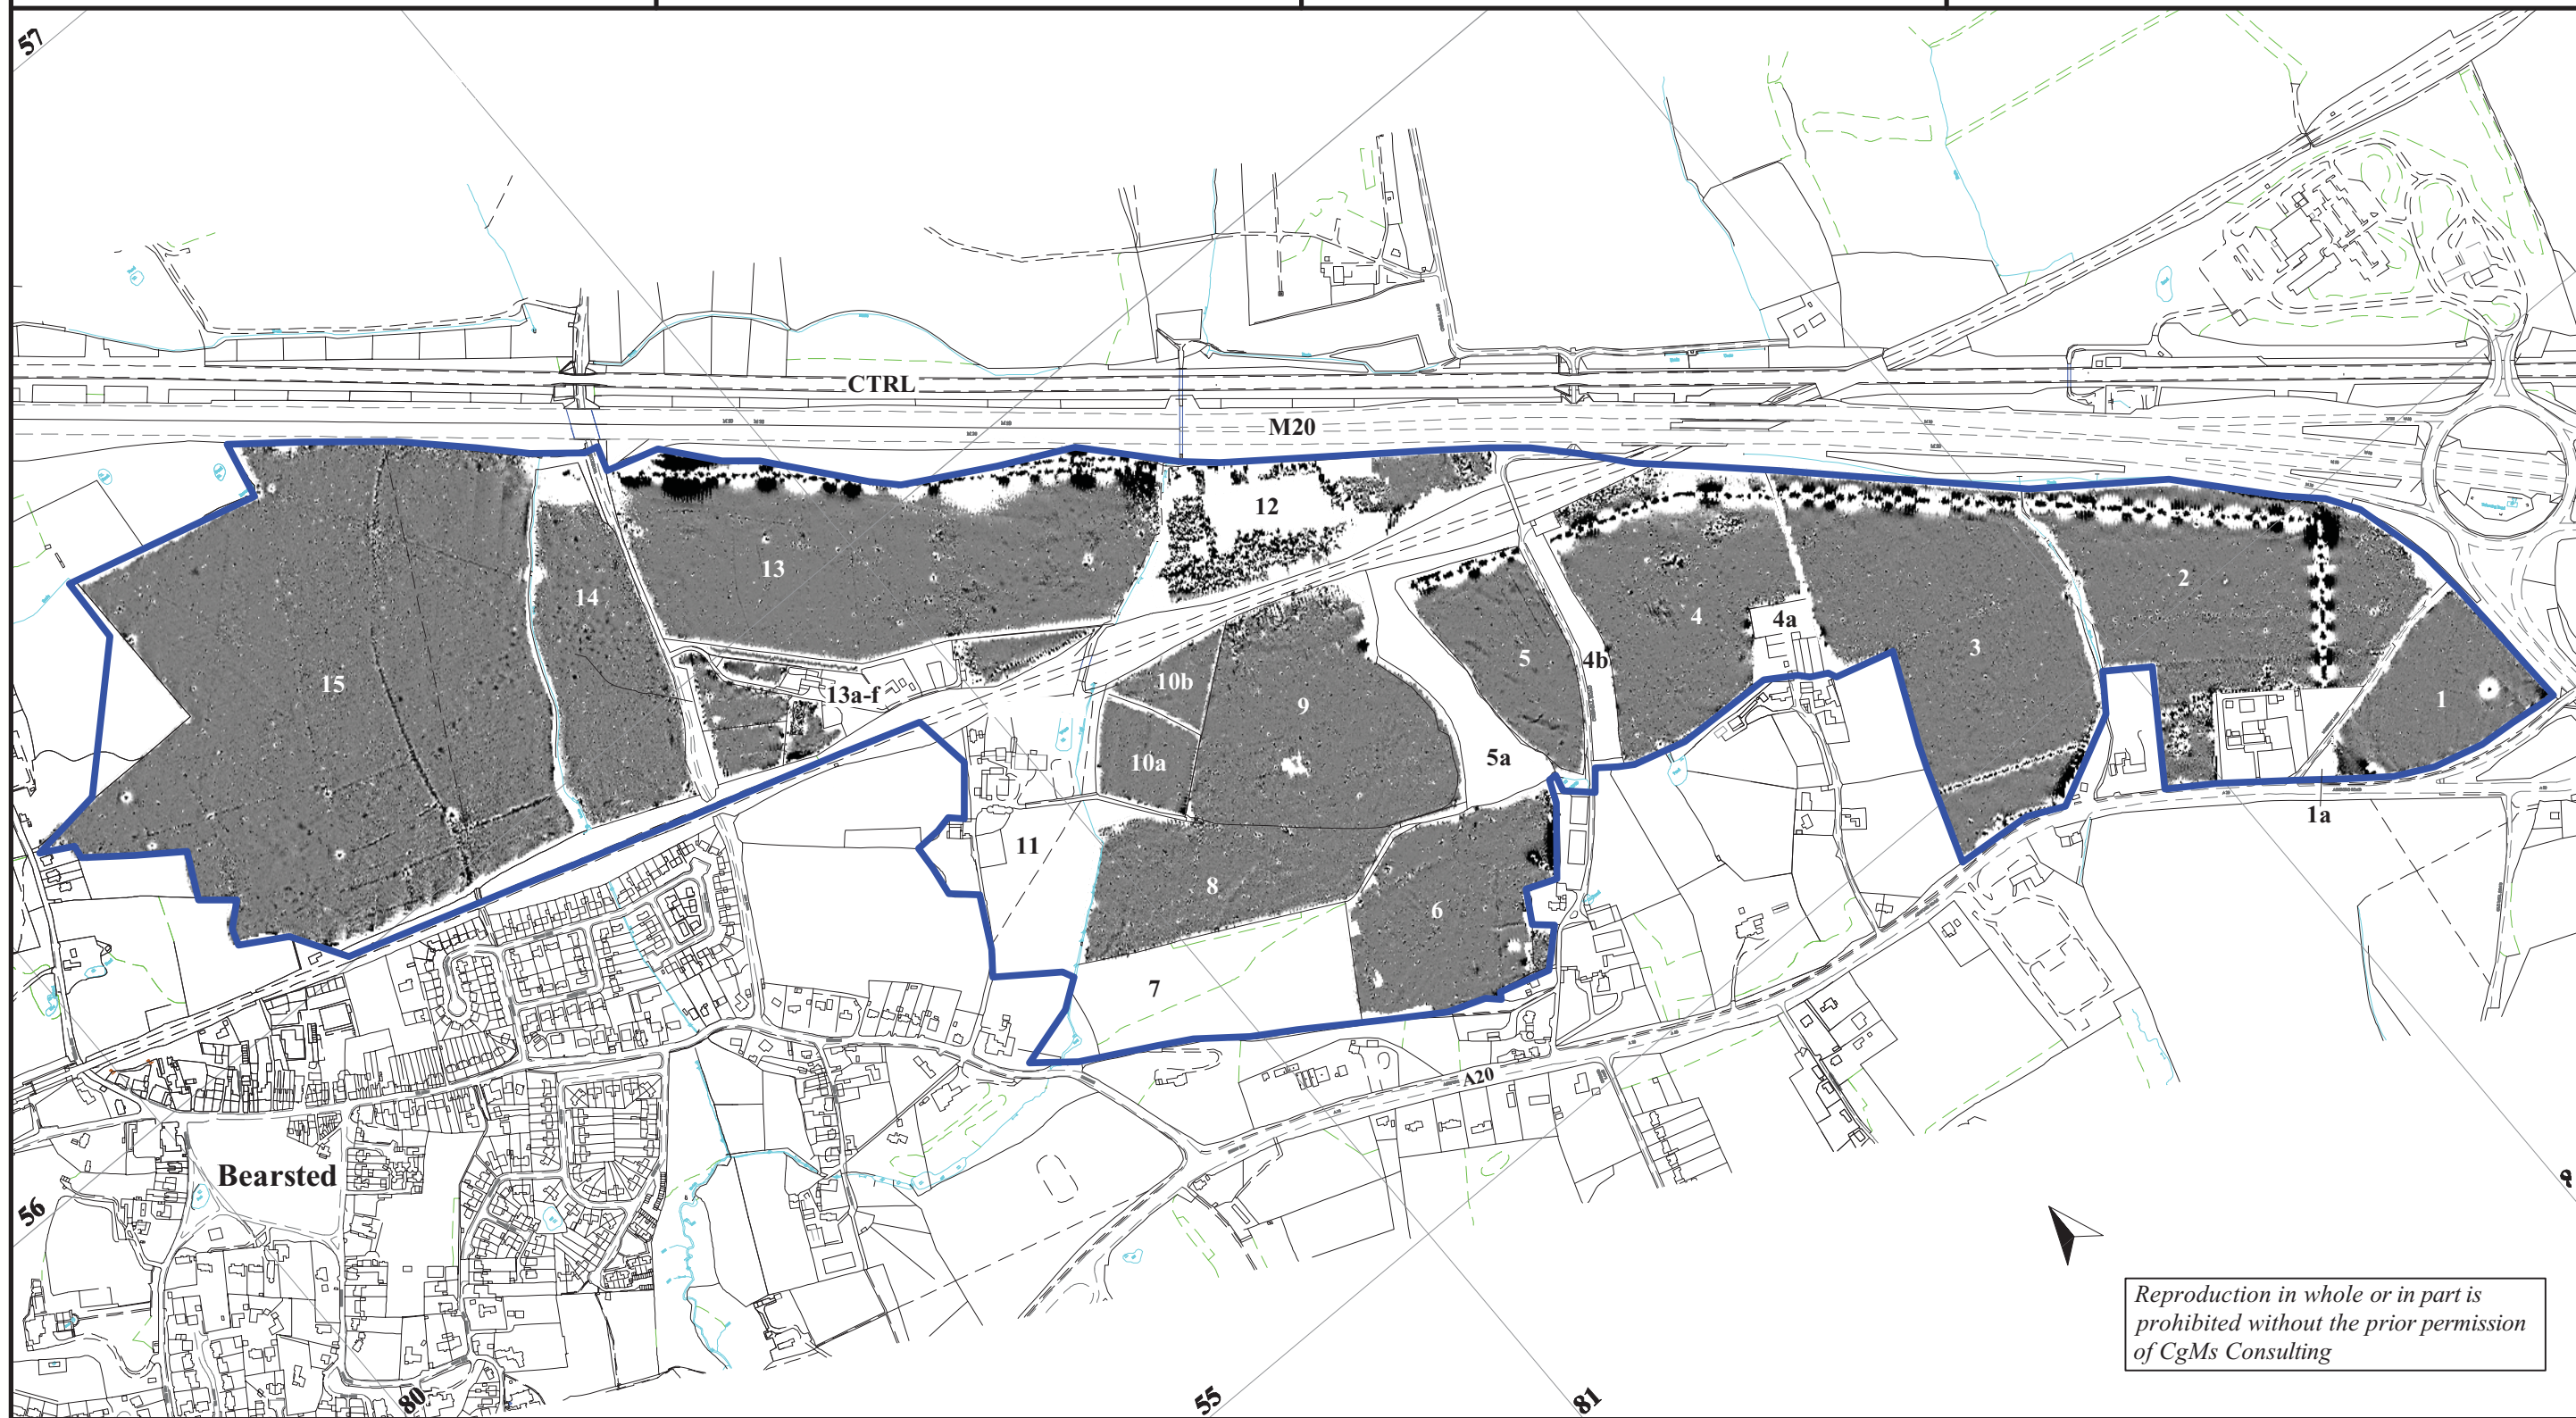 57
CTRL
M20
12
13
2
14
4
4a
3
5
4b
15
10b
13a-f
9
1
10a
5a
1a
11
8
6
7
A20
Bearsted
56
80
55
81
Reproduction in whole or in part is
prohibited without the prior permission
of CgMs Consulting